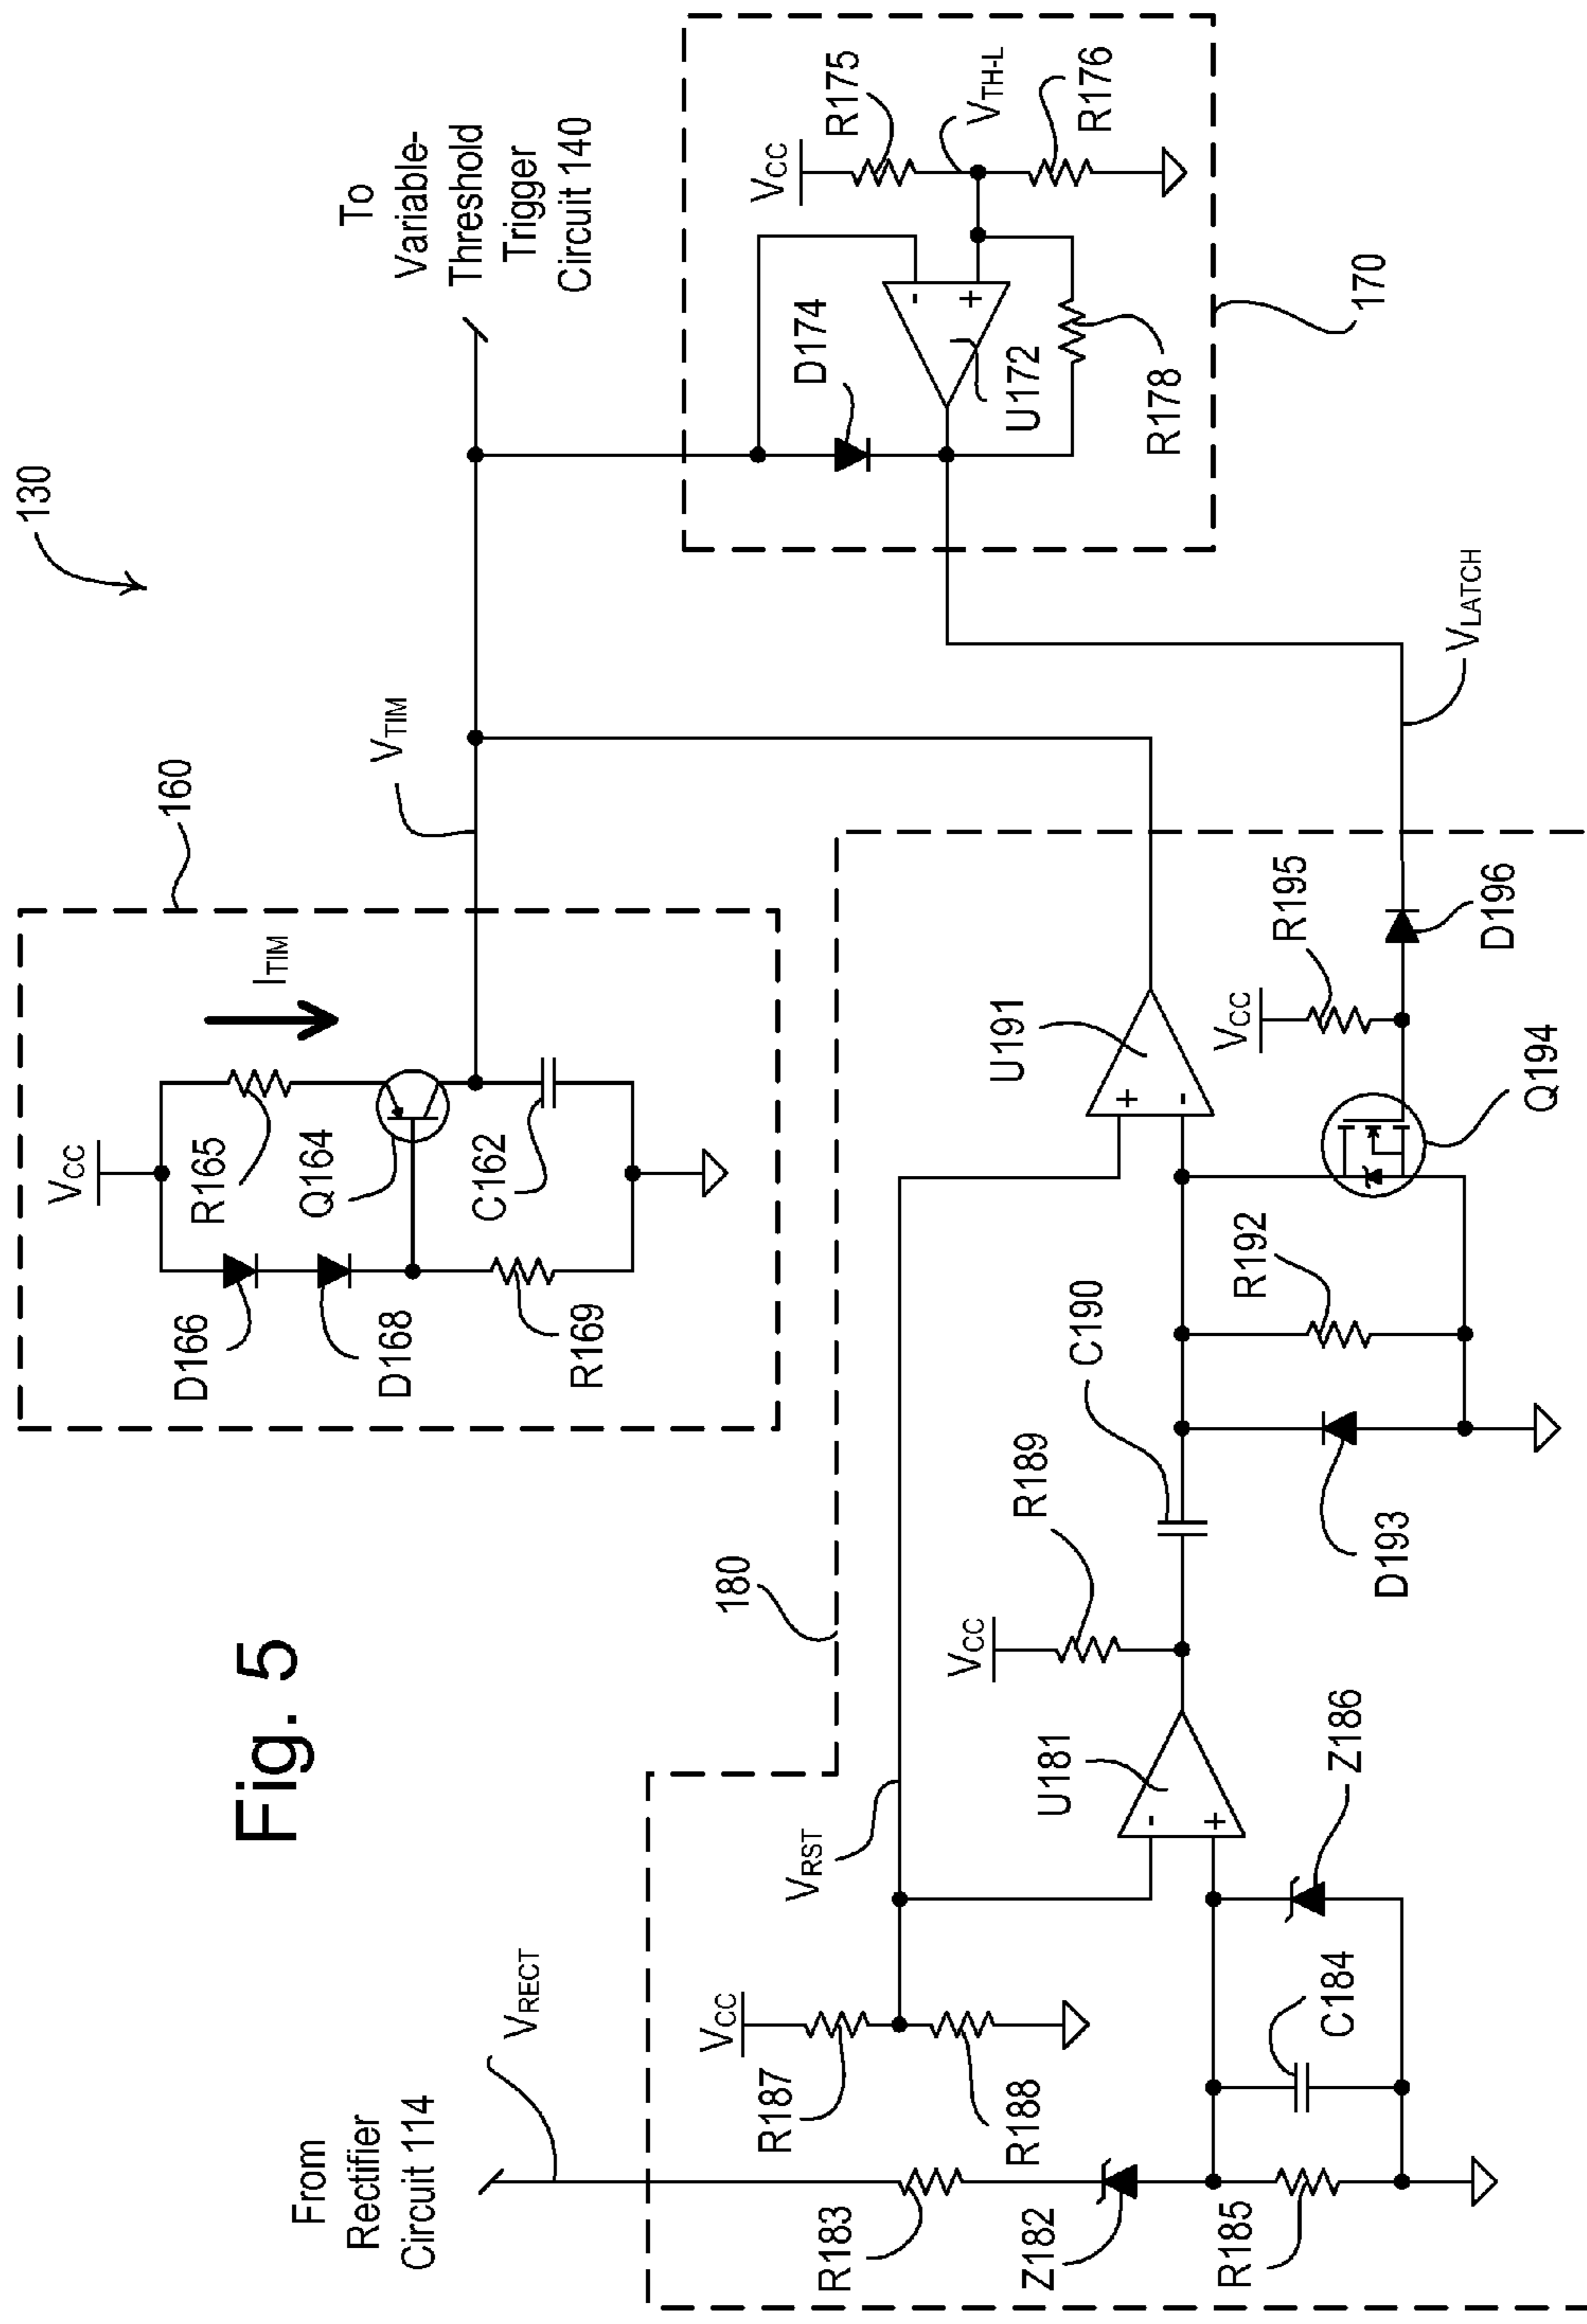 Fig. 5
130
160
VCC
ITIM
R165
D166
Q164
D168
C162
R169
VTIM
To
Variable-
Threshold
Trigger
Circuit 140
VCC
R175
VTH-L
R176
D174
-
+
U172
R178
170
VLATCH
From
Rectifier
Circuit 114
VRECT
180
VRST
VCC
R187
R188
R183
Z182
R185
C184
Z186
U181
-
+
VCC
R189
C190
D193
R192
U191
+
-
VCC
R195
Q194
D196